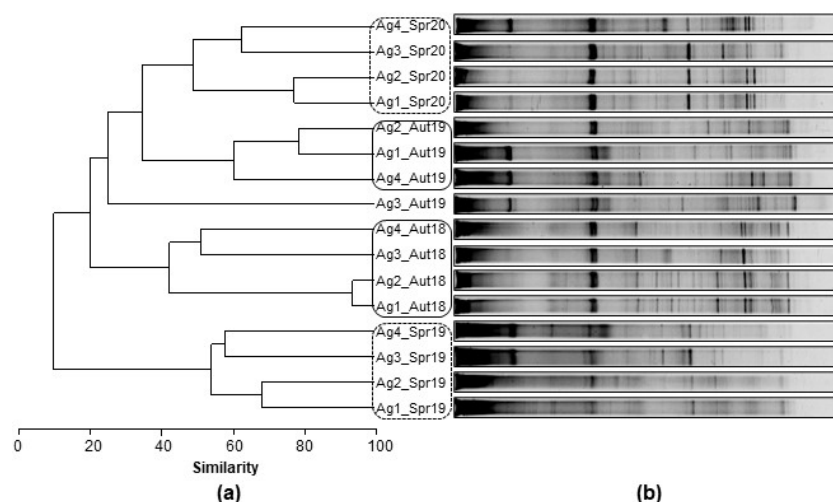 Ag4_Spr20
Ag3_Spr20
Ag2_Spr20
Ag1_Spr20
Ag2_Aut19
Ag1_Aut19
Ag4_Aut19
Ag3_Aut19
Ag4_Aut18
Ag3_Aut18
Ag2_Aut18
Ag1_Aut18
Ag4_Spr19
Ag3_Spr19
Ag2_Spr19
Ag1_Spr19
0 20 40 60 80 100
Similarity
(a) (b)